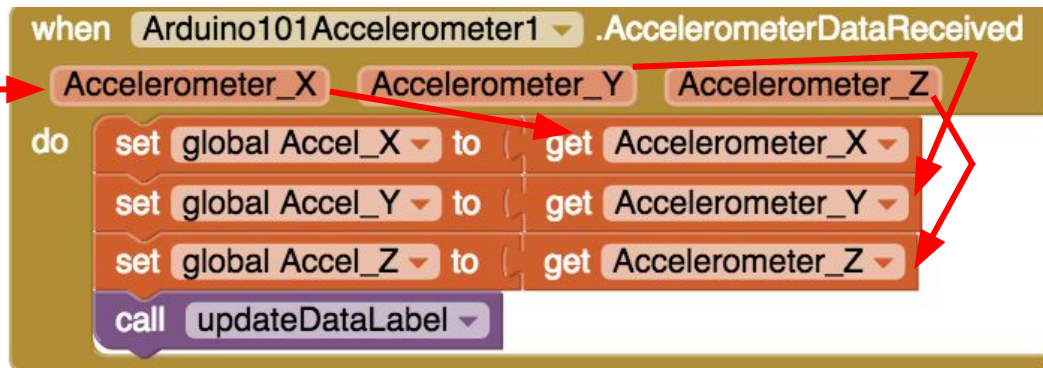 when Arduino101Accelerometer1 .AccelerometerDataReceived
Accelerometer_X Accelerometer_Y Accelerometer_Z
do set global Accel_X to get Accelerometer_X
set global Accel_Y to get Accelerometer_Y
set global Accel_Z to get Accelerometer_Z
call updateDataLabel